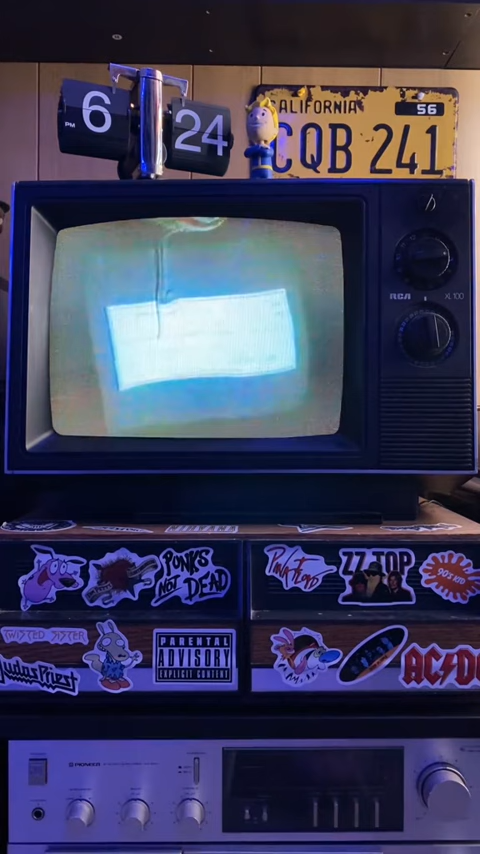 PM 6 24
CALIFORNIA 56
CQB 241
RCA XL100
PUNKS
NOT DEAD
Pink Floyd
ZZ TOP
90'S KID
TWISTED SISTER
Judas Priest
PARENTAL
ADVISORY
EXPLICIT CONTENT
AC/DC
PIONEER